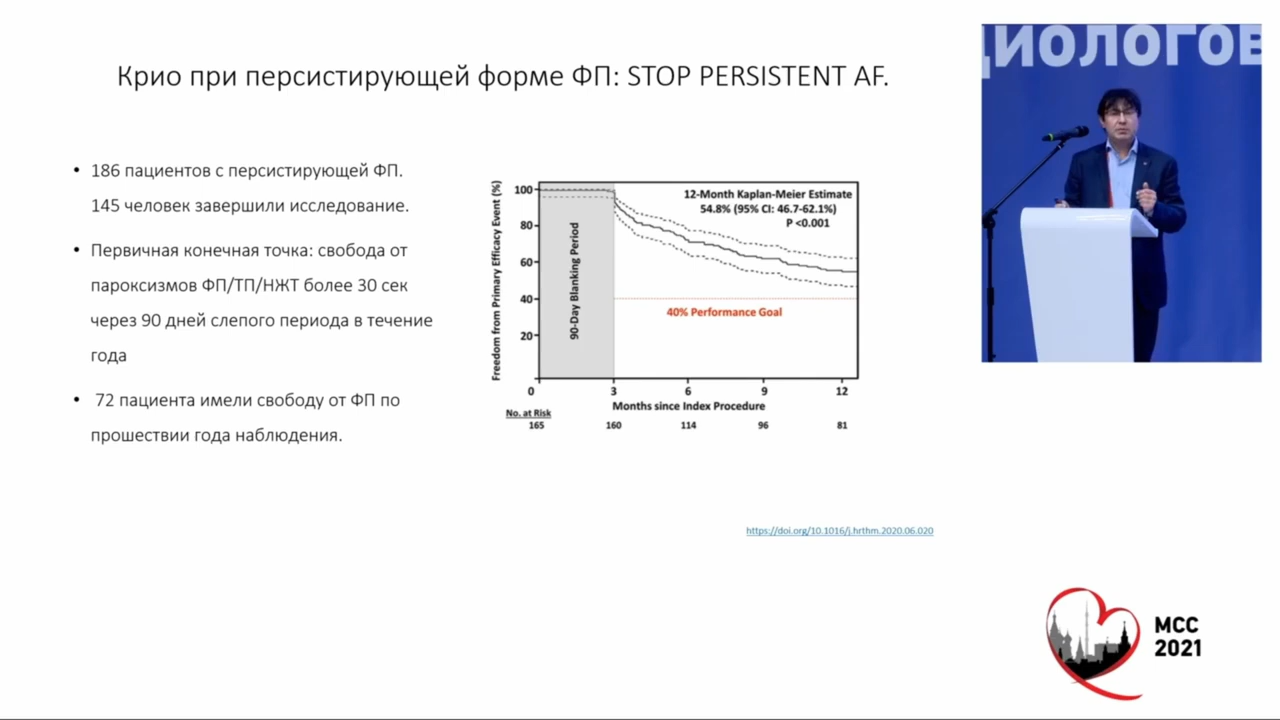 Крио при персистирующей форме ФП: STOP PERSISTENT AF.
• 186 пациентов с персистирующей ФП.
145 человек завершили исследование.
• Первичная конечная точка: свобода от
пароксизмов ФП/ТП/НЖТ более 30 сек
через 90 дней слепого периода в течение
года
• 72 пациента имели свободу от ФП по
прошествии года наблюдения.
Freedom from Primary Efficacy Event (%)
100
80
60
40
20
90-Day Blanking Period
12-Month Kaplan-Meier Estimate
54.8% (95% CI: 46.7-62.1%)
P <0.001
40% Performance Goal
0 3 6 9 12
Months since Index Procedure
No. at Risk
165 160 114 96 81
https://doi.org/10.1016/j.hrthm.2020.06.020
ДИОЛОГОВ
МСС
2021